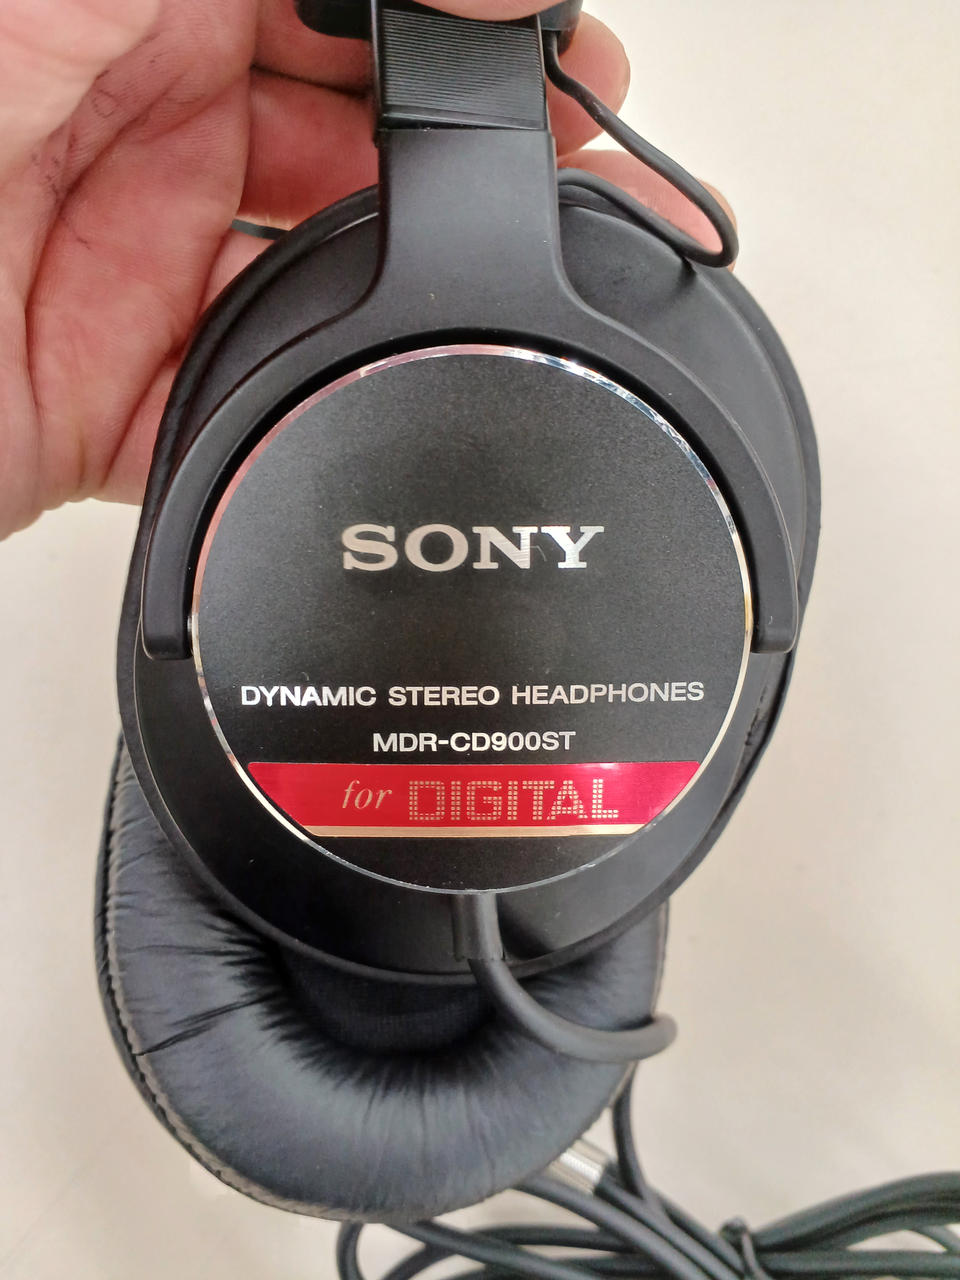 SONY
DYNAMIC STEREO HEADPHONES
MDR-CD900ST
for DIGITAL